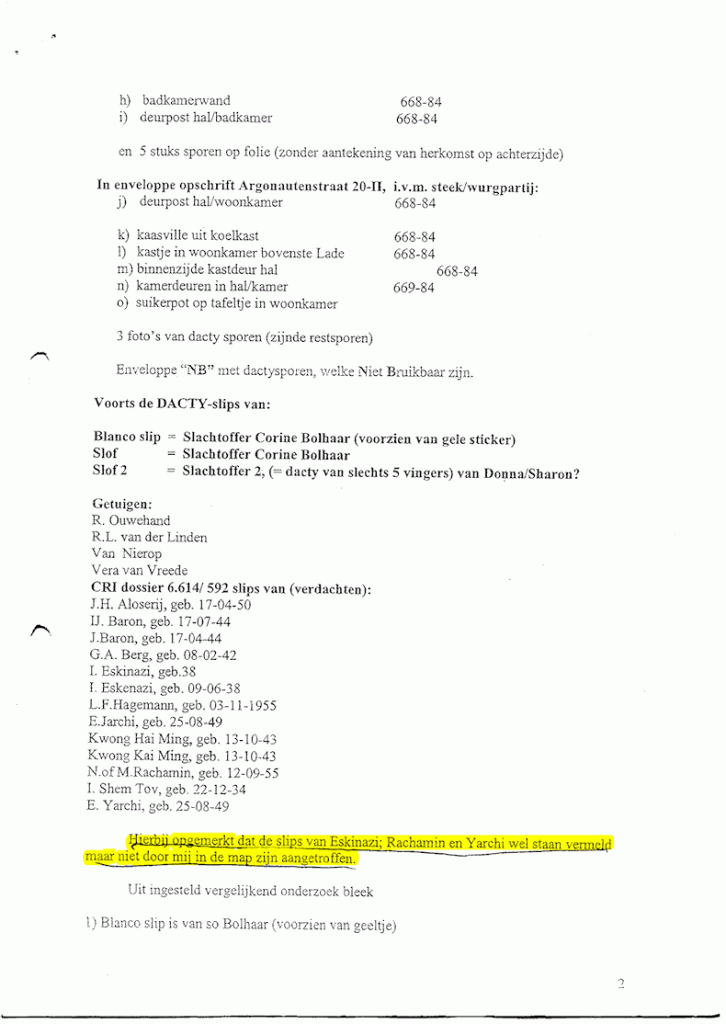 h) badkamerwand 668-84
i) deurpost hal/badkamer 668-84
en 5 stuks sporen op folie (zonder aantekening van herkomst op achterzijde)
In enveloppe opschrift Argonautenstraat 20-II, i.v.m. steek/wurgpartij:
j) deurpost hal/woonkamer 668-84
k) kaasville uit koelkast 668-84
l) kastje in woonkamer bovenste Lade 668-84
m) binnenzijde kastdeur hal 668-84
n) kamerdeuren in hal/kamer 669-84
o) suikerpot op tafeltje in woonkamer
3 foto's van dacty sporen (zijnde restsporen)
Enveloppe "NB" met dactysporen, welke Niet Bruikbaar zijn.
Voorts de DACTY-slips van:
Blanco slip = Slachtoffer Corine Bolhaar (voorzien van gele sticker)
Slof = Slachtoffer Corine Bolhaar
Slof 2 = Slachtoffer 2, (= dacty van slechts 5 vingers) van Donna/Sharon?
Getuigen:
R. Ouwehand
R.L. van der Linden
Van Nierop
Vera van Vreede
CRI dossier 6.614/ 592 slips van (verdachten):
J.H. Aloserij, geb. 17-04-50
IJ. Baron, geb. 17-07-44
J.Baron, geb. 17-04-44
G.A. Berg, geb. 08-02-42
I. Eskinazi, geb.38
I. Eskenazi, geb. 09-06-38
L.F.Hagemann, geb. 03-11-1955
E.Jarchi, geb. 25-08-49
Kwong Hai Ming, geb. 13-10-43
Kwong Kai Ming, geb. 13-10-43
N.of M.Rachamin, geb. 12-09-55
I. Shem Tov, geb. 22-12-34
E. Yarchi, geb. 25-08-49
Hierbij opgemerkt dat de slips van Eskinazi; Rachamin en Yarchi wel staan vermeld
maar niet door mij in de map zijn aangetroffen.
Uit ingesteld vergelijkend onderzoek bleek
1) Blanco slip is van so Bolhaar (voorzien van geeltje)
2